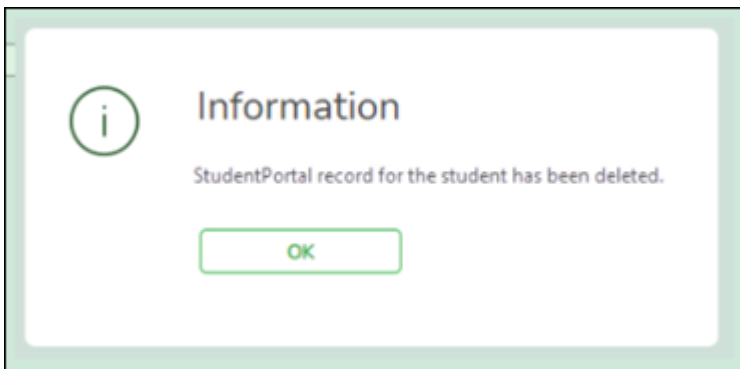 Information
StudentPortal record for the student has been deleted.
OK